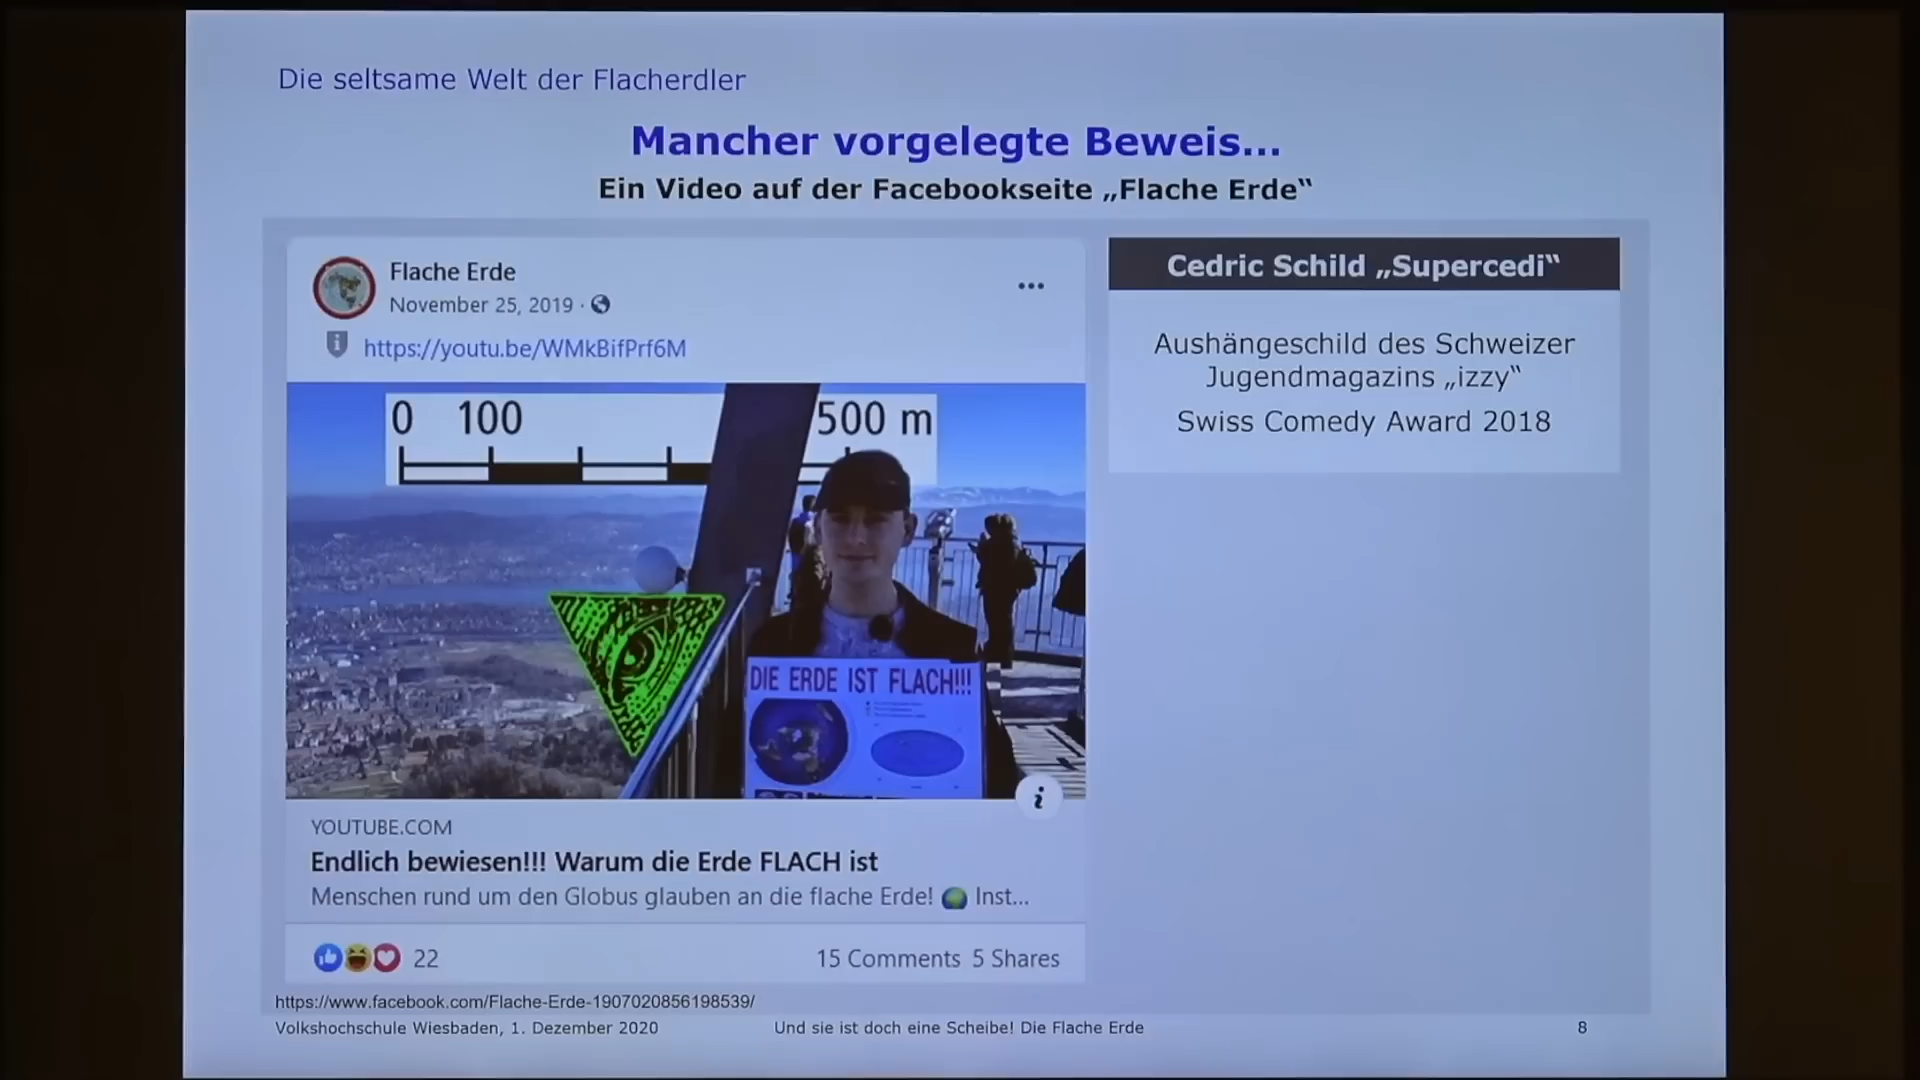 Die seltsame Welt der Flacherdler
Mancher vorgelegte Beweis...
Ein Video auf der Facebookseite „Flache Erde“
Flache Erde
November 25, 2019 ·
https://youtu.be/WMkBifPrf6M
0 100 500 m
DIE ERDE IST FLACH!!!
YOUTUBE.COM
Endlich bewiesen!!! Warum die Erde FLACH ist
Menschen rund um den Globus glauben an die flache Erde! Inst...
22
15 Comments 5 Shares
Cedric Schild „Supercedi“
Aushängeschild des Schweizer
Jugendmagazins „izzy“
Swiss Comedy Award 2018
https://www.facebook.com/Flache-Erde-1907020856198539/
Volkshochschule Wiesbaden, 1. Dezember 2020
Und sie ist doch eine Scheibe! Die Flache Erde
8